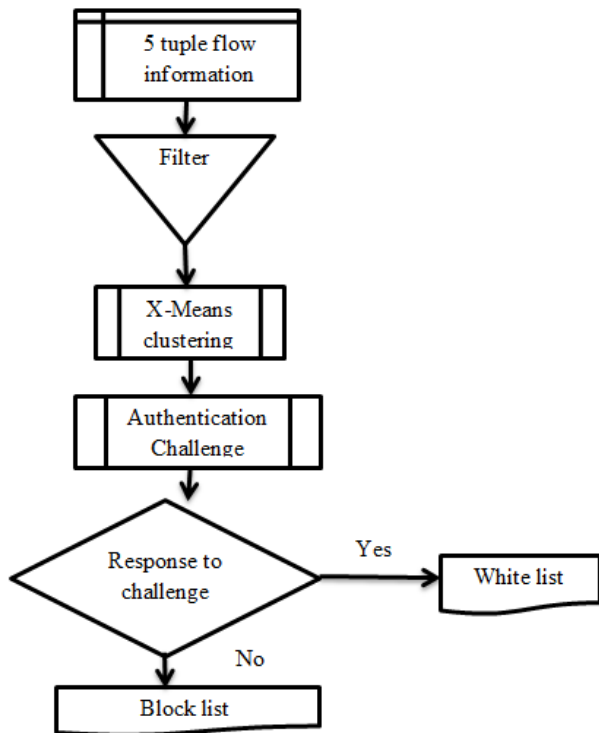 5 tuple flow
information
Filter
X-Means
clustering
Authentication
Challenge
Response to
challenge
Yes
White list
No
Block list